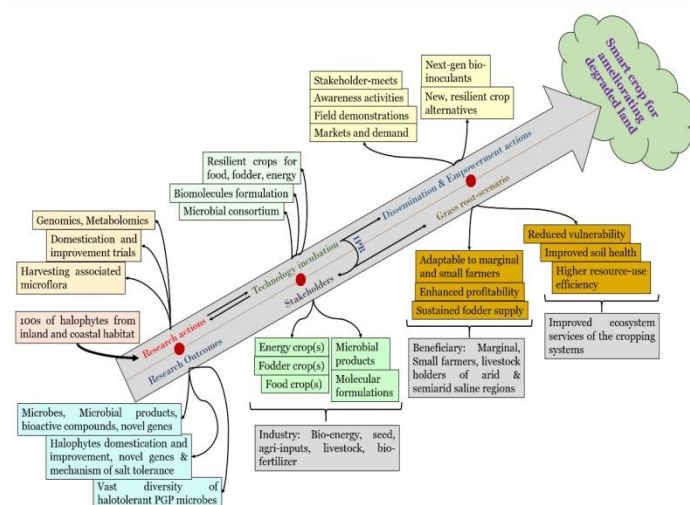 Smart crop for
ameliorating
degraded land
Stakeholder-meets
Awareness activities
Field demonstrations
Markets and demand
Next-gen bio-
inoculants
New, resilient crop
alternatives
Resilient crops for
food, fodder, energy
Biomolecules formulation
Microbial consortium
Genomics, Metabolomics
Domestication and
improvement trials
Harvesting associated
microflora
100s of halophytes from
inland and coastal habitat
Research actions
Technology incubation
Dissemination & Empowerment actions
Research Outcomes
Stakeholders
IPR
Grass root-scenario
Microbes, Microbial products,
bioactive compounds, novel genes
Halophytes domestication and
improvement, novel genes &
mechanism of salt tolerance
Vast diversity of
halotolerant PGP microbes
Energy crop(s)
Fodder crop(s)
Food crop(s)
Microbial
products
Molecular
formulations
Industry: Bio-energy, seed,
agri-inputs, livestock, bio-
fertilizer
Adaptable to marginal
and small farmers
Enhanced profitability
Sustained fodder supply
Beneficiary: Marginal,
Small farmers, livestock
holders of arid &
semiarid saline regions
Reduced vulnerability
Improved soil health
Higher resource-use
efficiency
Improved ecosystem
services of the cropping
systems